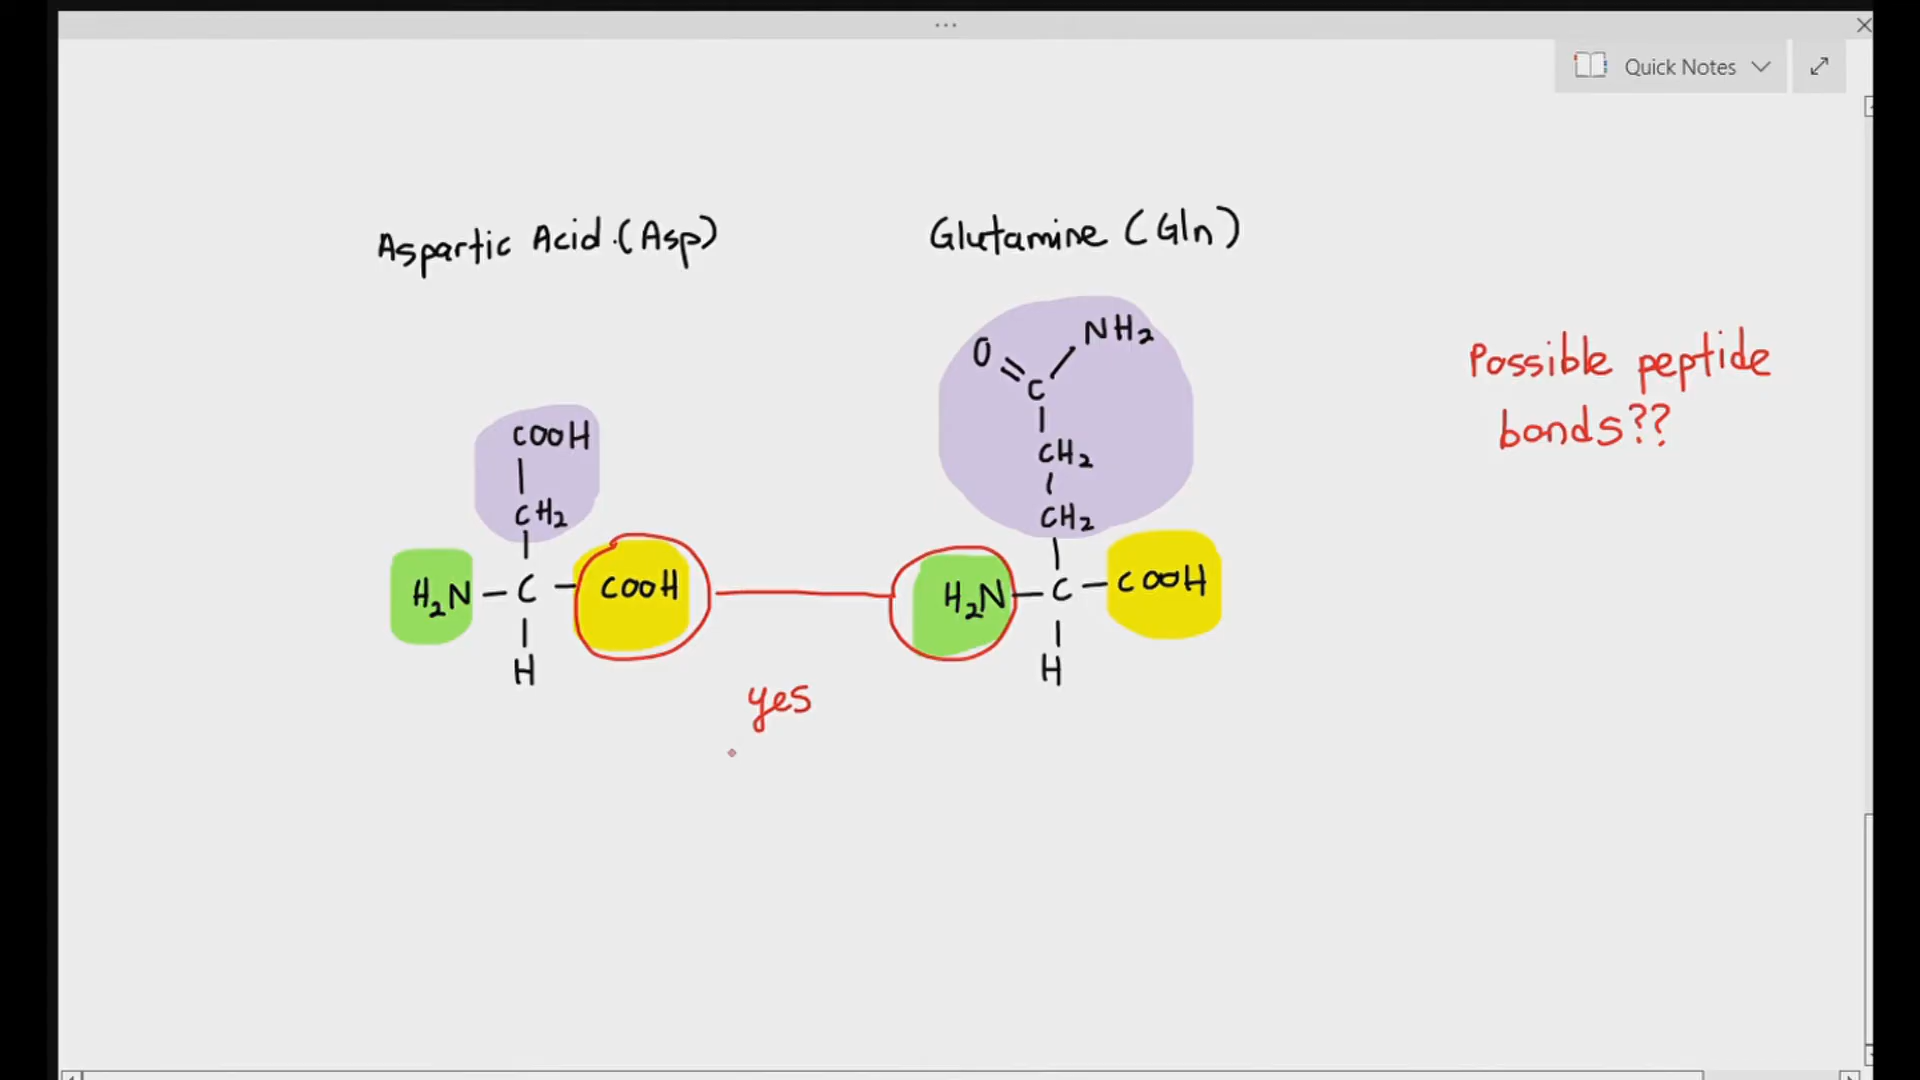 ...
Quick Notes
Aspartic Acid.(Asp)
Glutamine (Gln)
O
NH2
C
CH2
CH2
COOH
CH2
H2N - C - COOH
H
H2N - C - COOH
H
Possible peptide
bonds??
yes